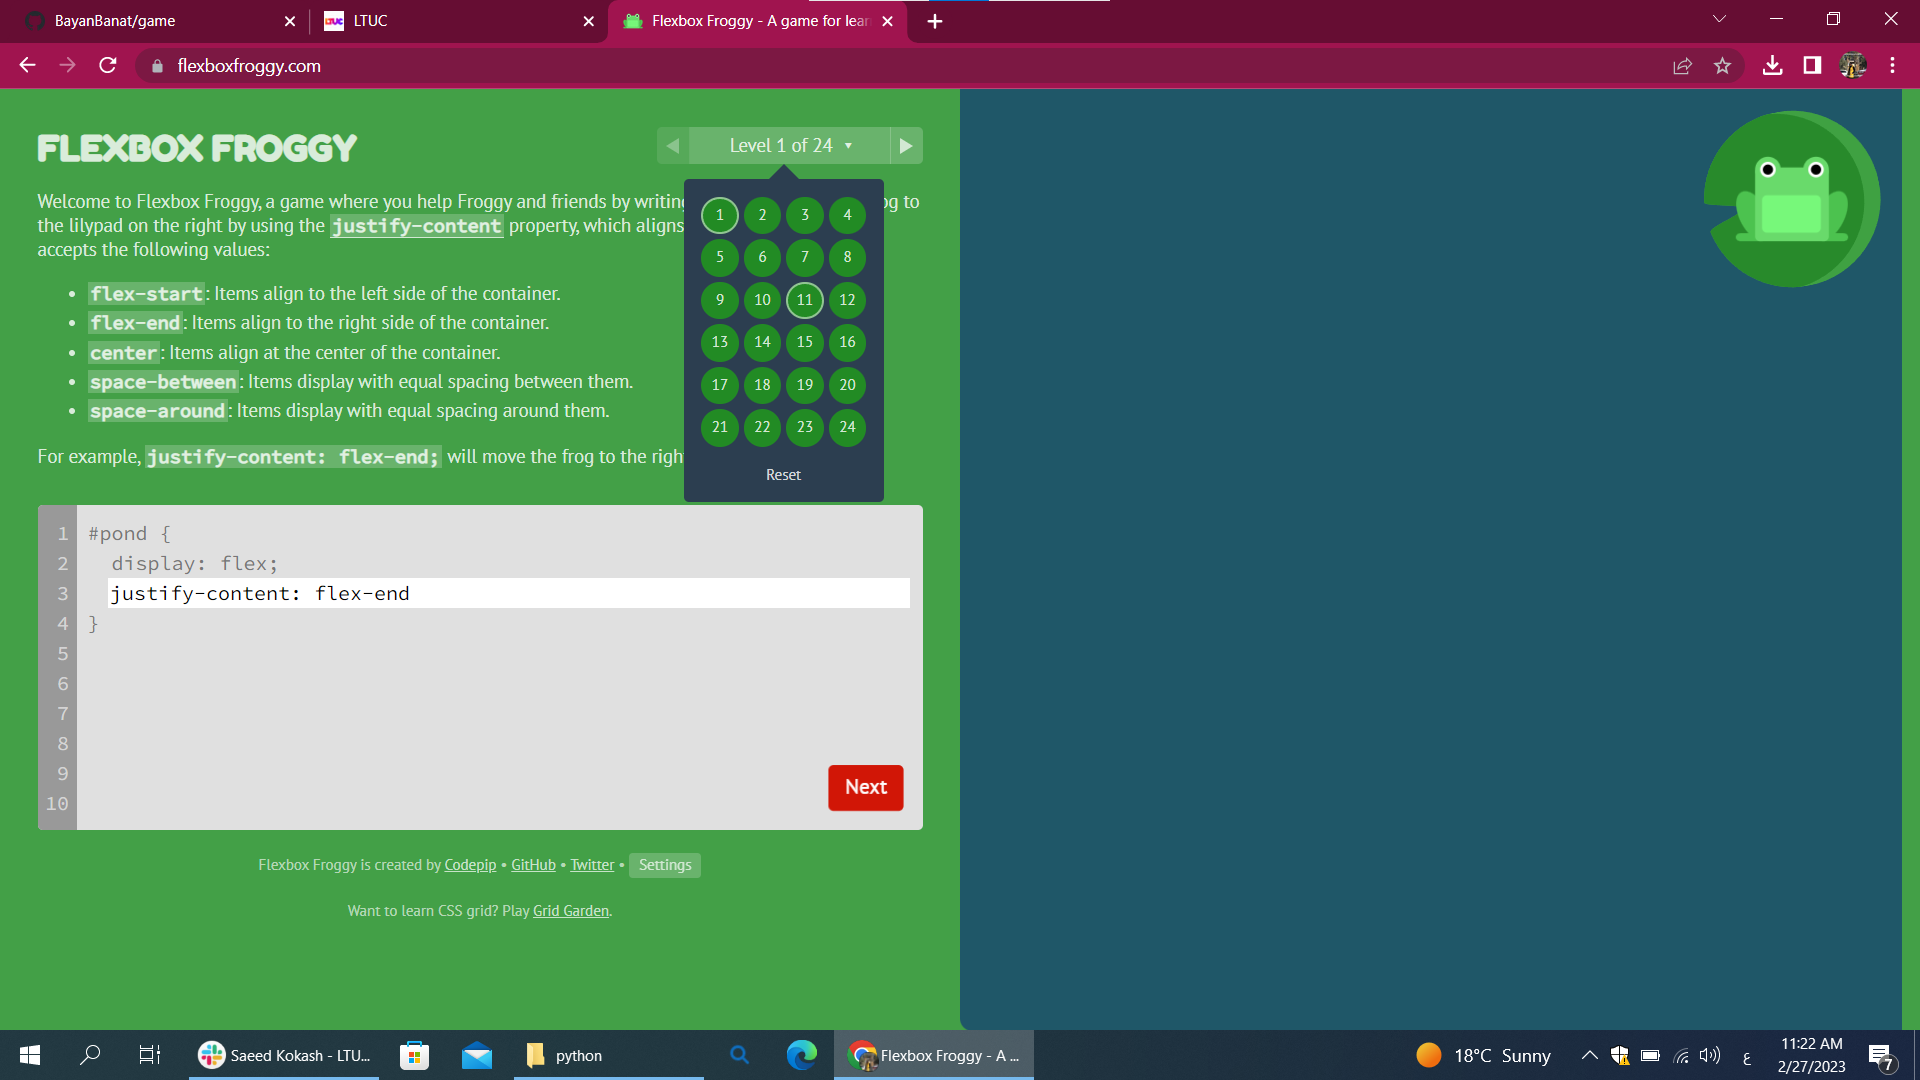 BayanBanat/game
LTUC
Flexbox Froggy - A game for lear
flexboxfroggy.com
FLEXBOX FROGGY
Level 1 of 24 ▼
Welcome to Flexbox Froggy, a game where you help Froggy and friends by writing
og to
the lilypad on the right by using the justify-content property, which aligns
accepts the following values:
• flex-start: Items align to the left side of the container.
• flex-end: Items align to the right side of the container.
• center: Items align at the center of the container.
• space-between: Items display with equal spacing between them.
• space-around: Items display with equal spacing around them.
For example, justify-content: flex-end; will move the frog to the righ
1 2 3 4
5 6 7 8
9 10 11 12
13 14 15 16
17 18 19 20
21 22 23 24
Reset
1 #pond {
2 display: flex;
3 justify-content: flex-end
4 }
5
6
7
8
9
10
Next
Flexbox Froggy is created by Codepip • GitHub • Twitter • Settings
Want to learn CSS grid? Play Grid Garden.
Saeed Kokash - LTU...
python
Flexbox Froggy - A ...
18°C Sunny
ع
11:22 AM
2/27/2023
7